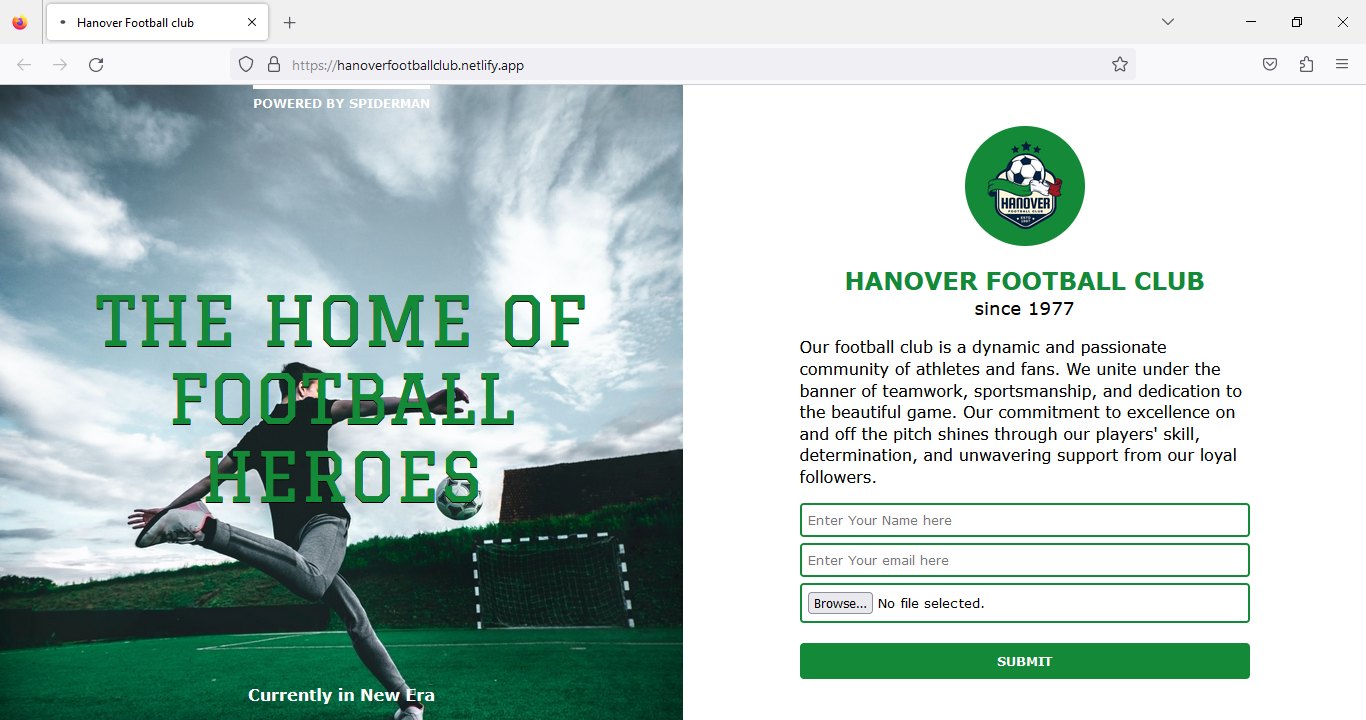 Hanover Football club
https://hanoverfootballclub.netlify.app
POWERED BY SPIDERMAN
THE HOME OF
FOOTBALL
HEROES
Currently in New Era
HANOVER
FOOTBALL CLUB
HANOVER FOOTBALL CLUB
since 1977
Our football club is a dynamic and passionate
community of athletes and fans. We unite under the
banner of teamwork, sportsmanship, and dedication to
the beautiful game. Our commitment to excellence on
and off the pitch shines through our players' skill,
determination, and unwavering support from our loyal
followers.
Enter Your Name here
Enter Your email here
Browse... No file selected.
SUBMIT